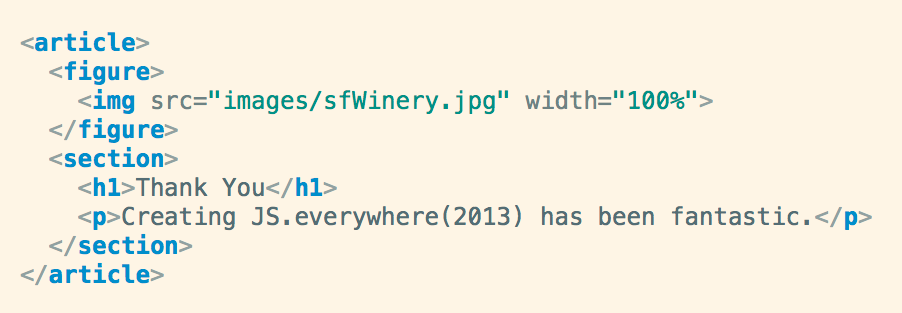 <article>
  <figure>
    <img src="images/sfWinery.jpg" width="100%">
  </figure>
  <section>
    <h1>Thank You</h1>
    <p>Creating JS.everywhere(2013) has been fantastic.</p>
  </section>
</article>